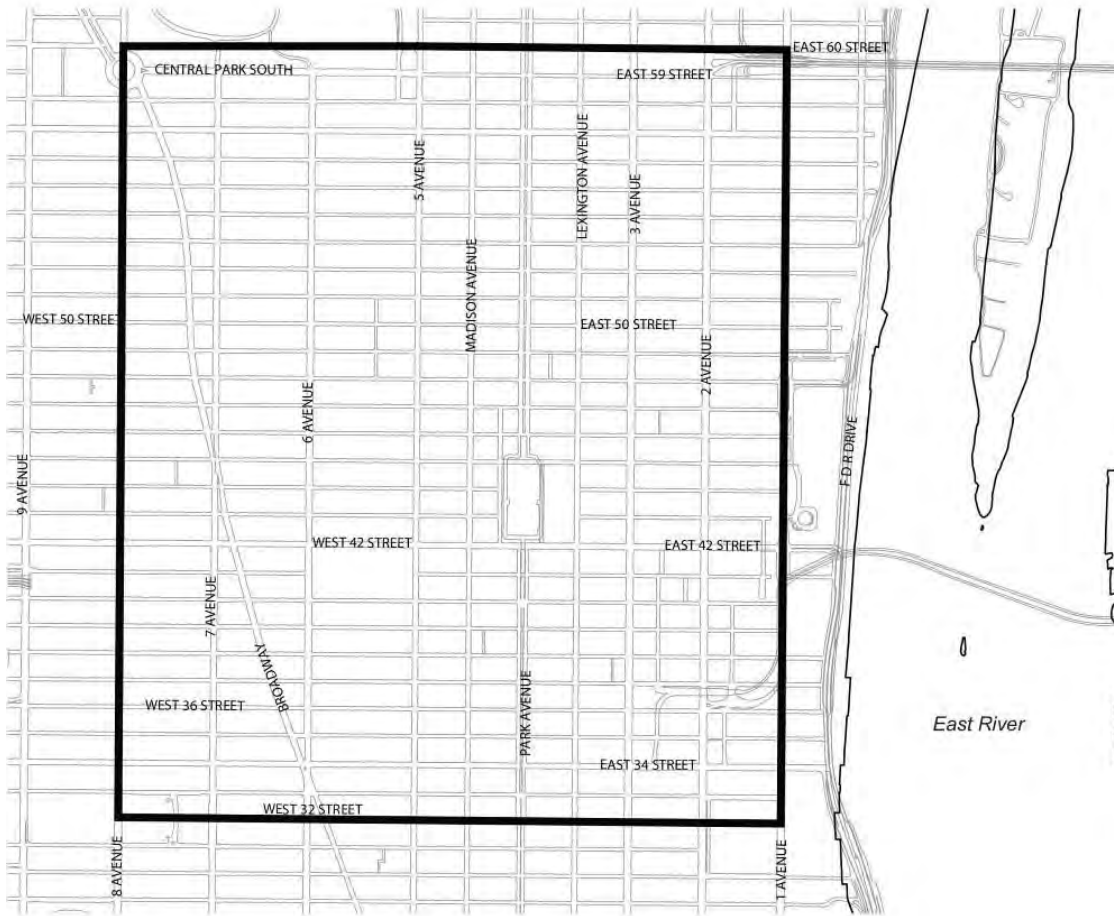 EAST 60 STREET
CENTRAL PARK SOUTH
EAST 59 STREET
5 AVENUE
LEXINGTON AVENUE
3 AVENUE
MADISON AVENUE
WEST 50 STREET
EAST 50 STREET
2 AVENUE
6 AVENUE
9 AVENUE
F D R DRIVE
WEST 42 STREET
EAST 42 STREET
7 AVENUE
BROADWAY
WEST 36 STREET
PARK AVENUE
East River
EAST 34 STREET
WEST 32 STREET
8 AVENUE
1 AVENUE